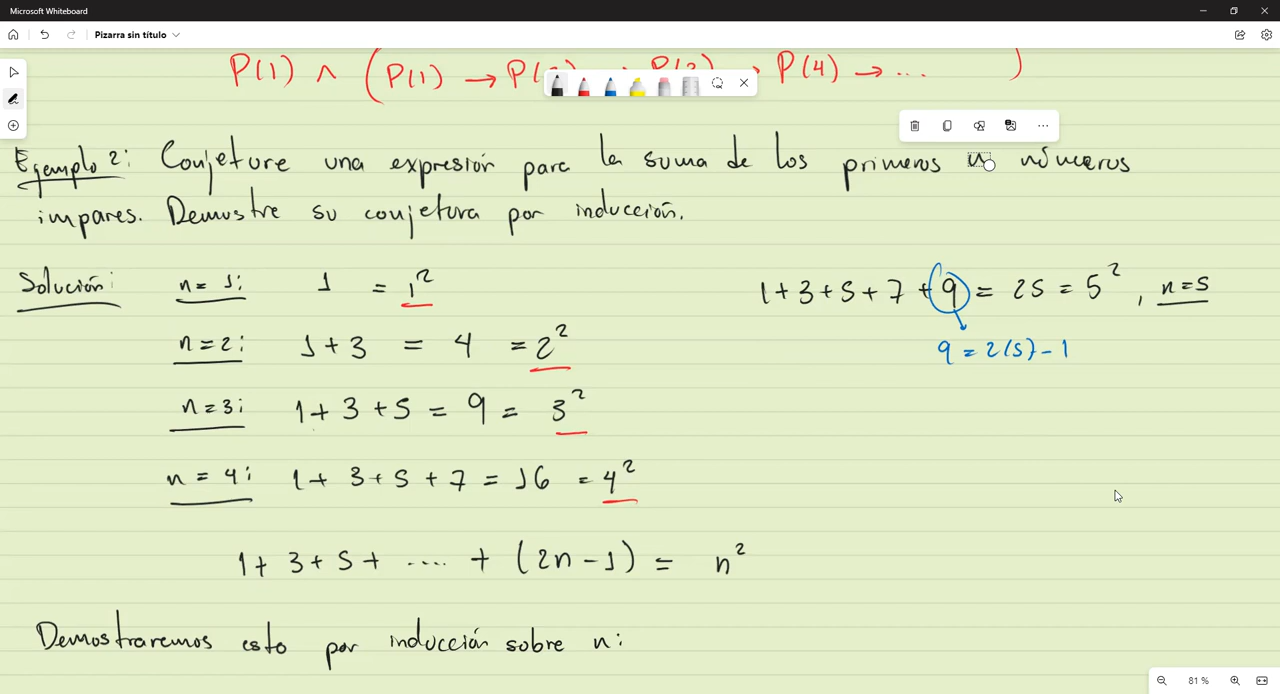 Microsoft Whiteboard
Pizarra sin título
P(1) ∧ (P(1) → P( → P(4) → ... )
Ejemplo 2: Conjeture una expresión para la suma de los primeros n números
impares. Demuestre su conjetura por inducción.
Solución: n = 1: 1 = 1²
1 + 3 + 5 + 7 + 9 = 25 = 5², n = 5
n = 2: 1 + 3 = 4 = 2²
9 = 2(5) - 1
n = 3: 1 + 3 + 5 = 9 = 3²
n = 4: 1 + 3 + 5 + 7 = 16 = 4²
1 + 3 + 5 + .... + (2n - 1) = n²
Demostraremos esto por inducción sobre n:
81 %